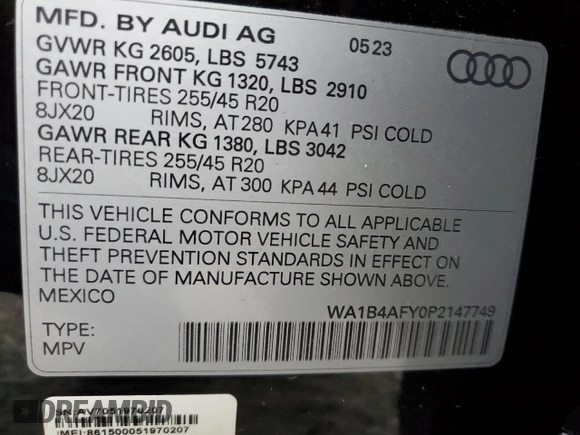 MFD. BY AUDI AG 05 23
GVWR KG 2605, LBS 5743
GAWR FRONT KG 1320, LBS 2910
FRONT-TIRES 255/45 R20
8JX20 RIMS, AT 280 KPA 41 PSI COLD
GAWR REAR KG 1380, LBS 3042
REAR-TIRES 255/45 R20
8JX20 RIMS, AT 300 KPA 44 PSI COLD
THIS VEHICLE CONFORMS TO ALL APPLICABLE
U.S. FEDERAL MOTOR VEHICLE SAFETY AND
THEFT PREVENTION STANDARDS IN EFFECT ON
THE DATE OF MANUFACTURE SHOWN ABOVE.
MEXICO
WA1B4AFY0P2147749
TYPE:
MPV
SN:AV7051970207
IMEI:861500051970207
DREAMBID